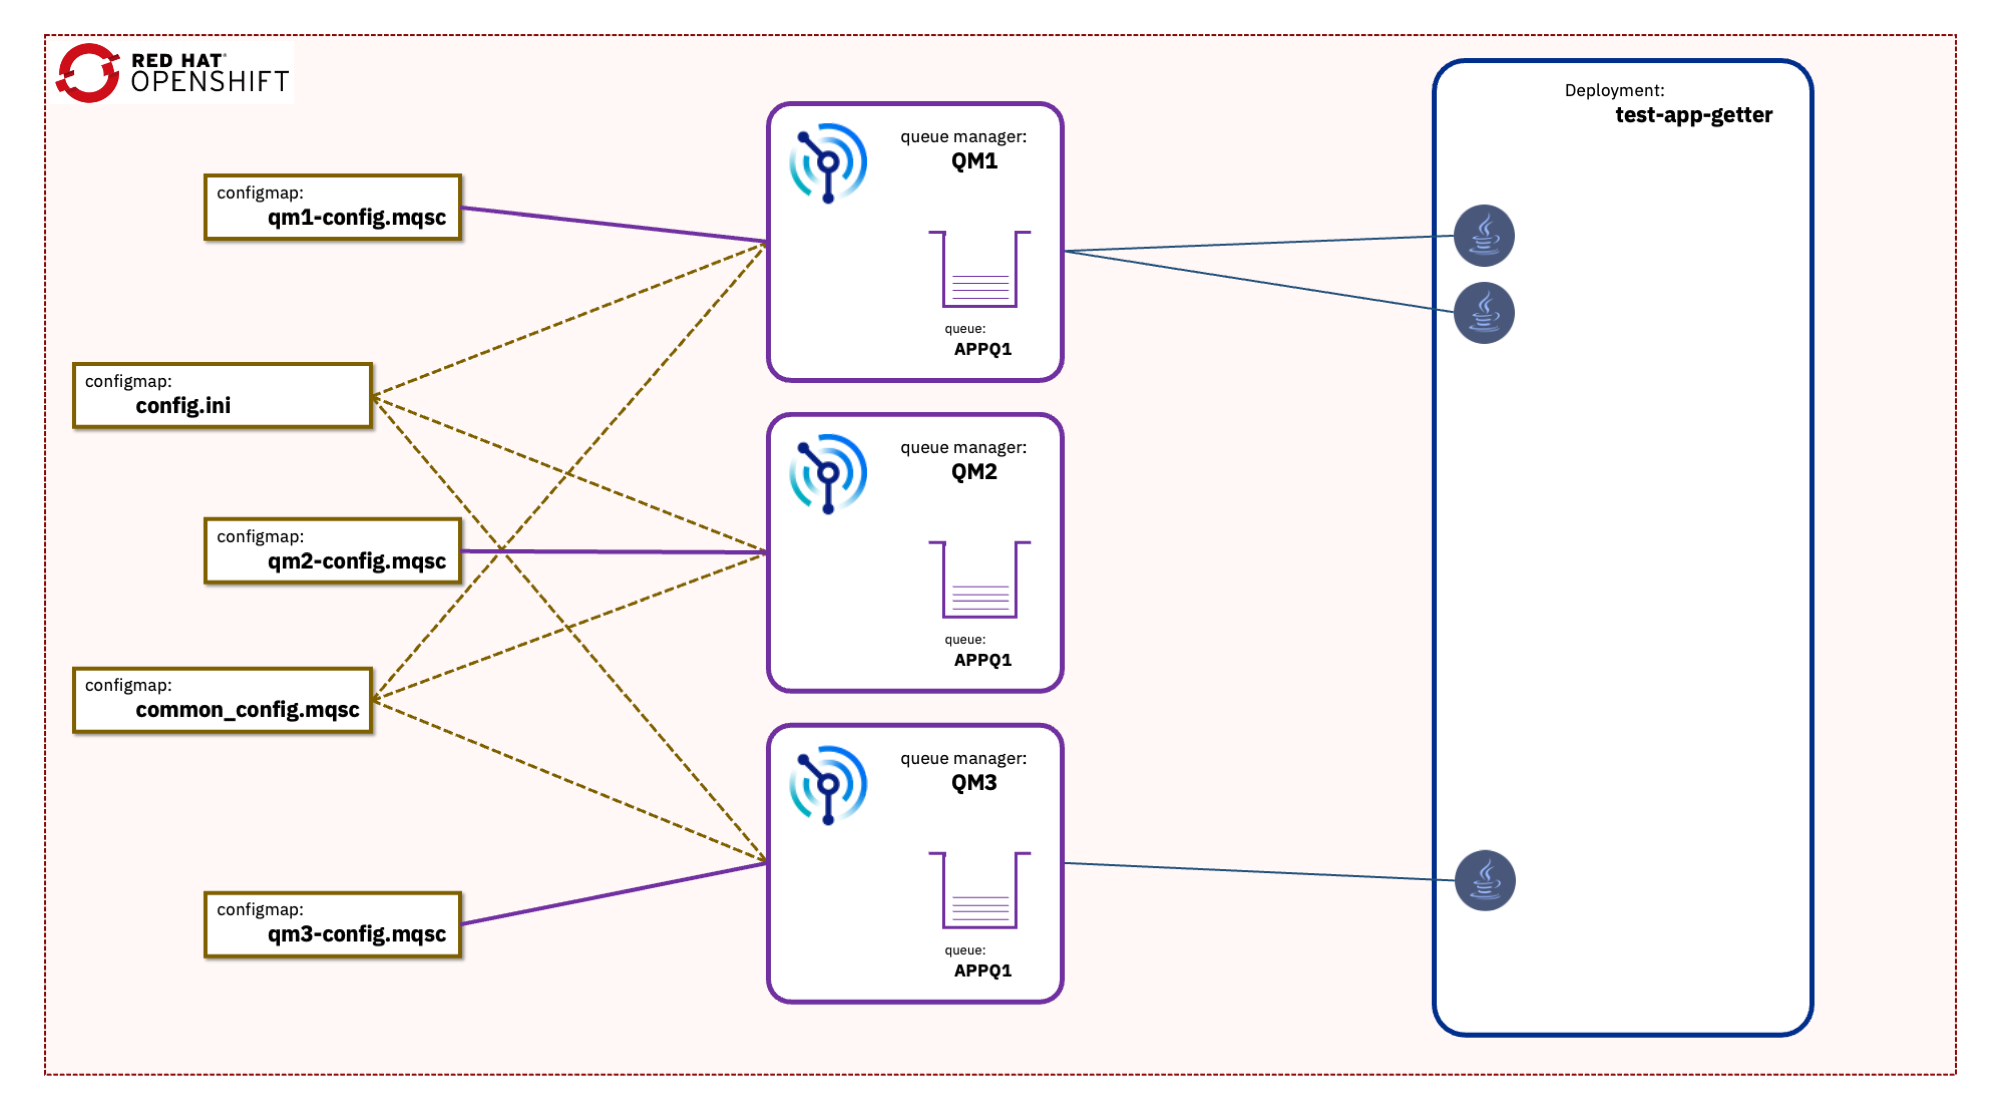 RED HAT®
OPENSHIFT
configmap:
qm1-config.mqsc
configmap:
config.ini
configmap:
qm2-config.mqsc
configmap:
common_config.mqsc
configmap:
qm3-config.mqsc
queue manager:
QM1
queue:
APPQ1
queue manager:
QM2
queue:
APPQ1
queue manager:
QM3
queue:
APPQ1
Deployment:
test-app-getter